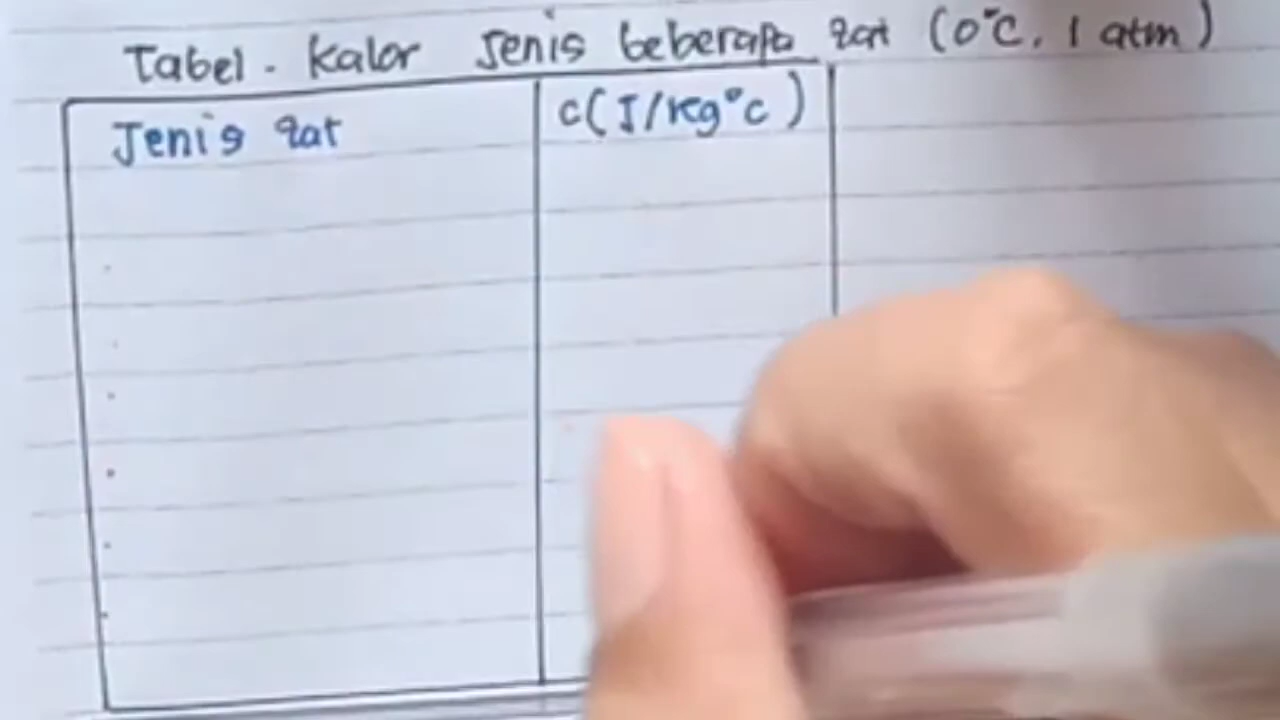 Tabel. Kalor Jenis beberapa zat (0°C, 1 atm)
Jenis zat
c(J/kg°c)